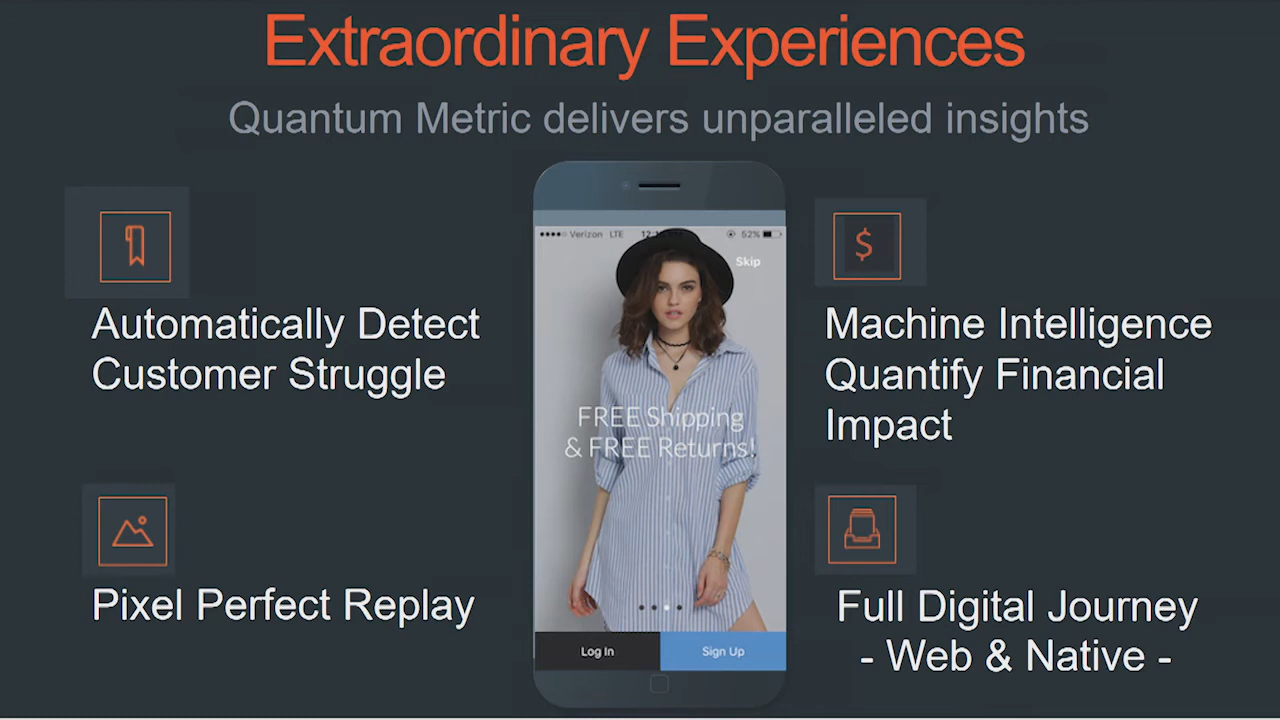 Extraordinary Experiences
Quantum Metric delivers unparalleled insights
Automatically Detect
Customer Struggle
Pixel Perfect Replay
Verizon LTE
52%
Skip
FREE Shipping
& FREE Returns!
Log In
Sign Up
$
Machine Intelligence
Quantify Financial
Impact
Full Digital Journey
- Web & Native -